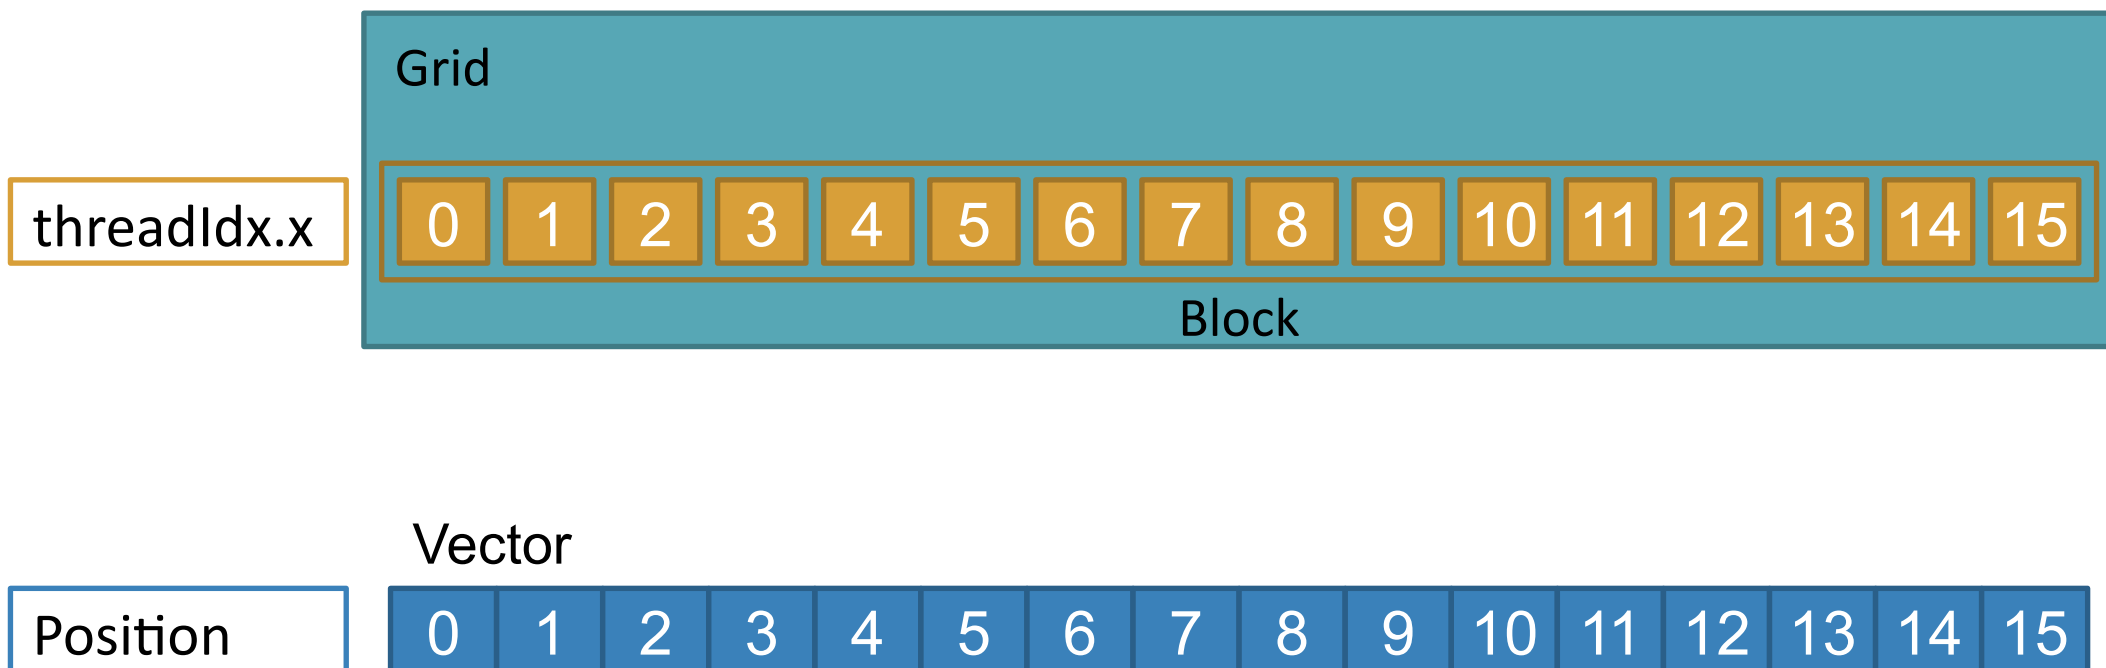 Grid
threadIdx.x 0 1 2 3 4 5 6 7 8 9 10 11 12 13 14 15
Block
Vector
Position 0 1 2 3 4 5 6 7 8 9 10 11 12 13 14 15